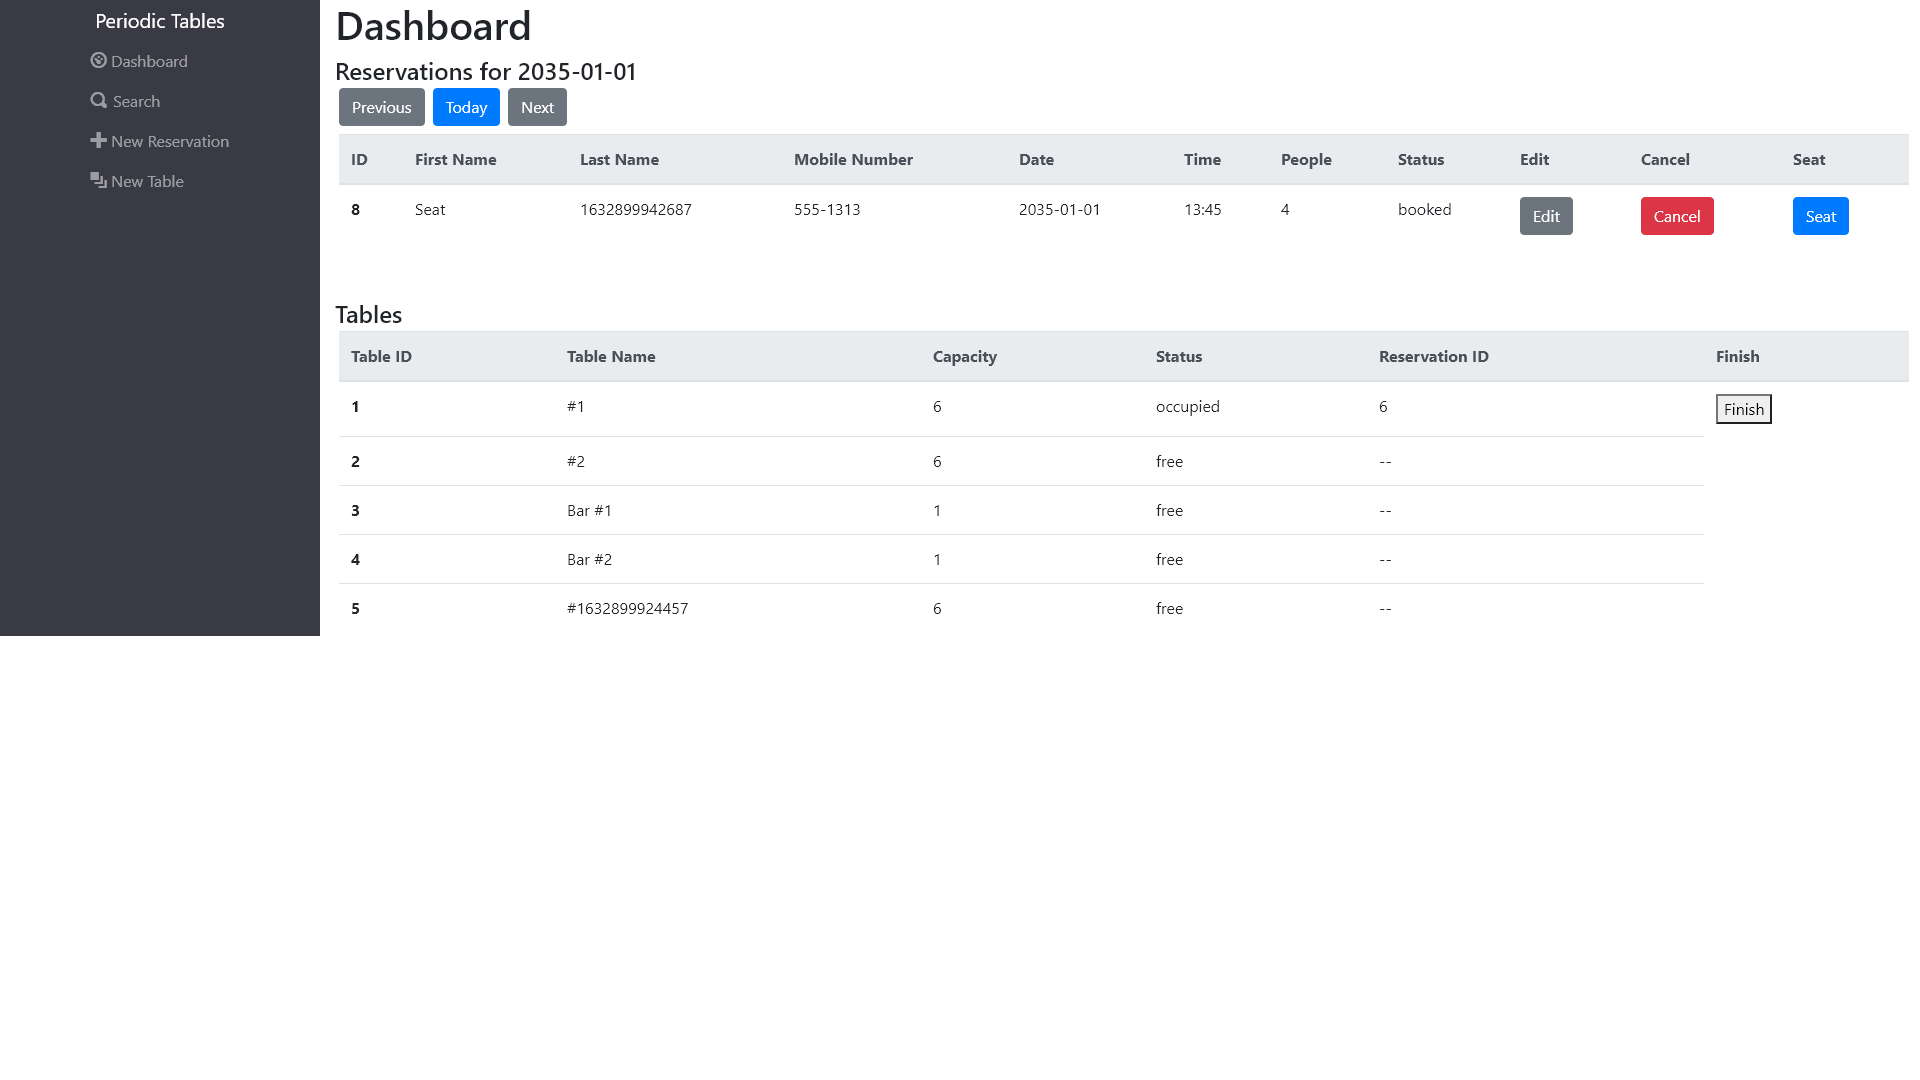 Periodic Tables
Dashboard
Search
New Reservation
New Table
Dashboard
Reservations for 2035-01-01
Previous Today Next
ID First Name Last Name Mobile Number Date Time People Status Edit Cancel Seat
8 Seat 1632899942687 555-1313 2035-01-01 13:45 4 booked Edit Cancel Seat
Tables
Table ID Table Name Capacity Status Reservation ID Finish
1 #1 6 occupied 6 Finish
2 #2 6 free --
3 Bar #1 1 free --
4 Bar #2 1 free --
5 #1632899924457 6 free --